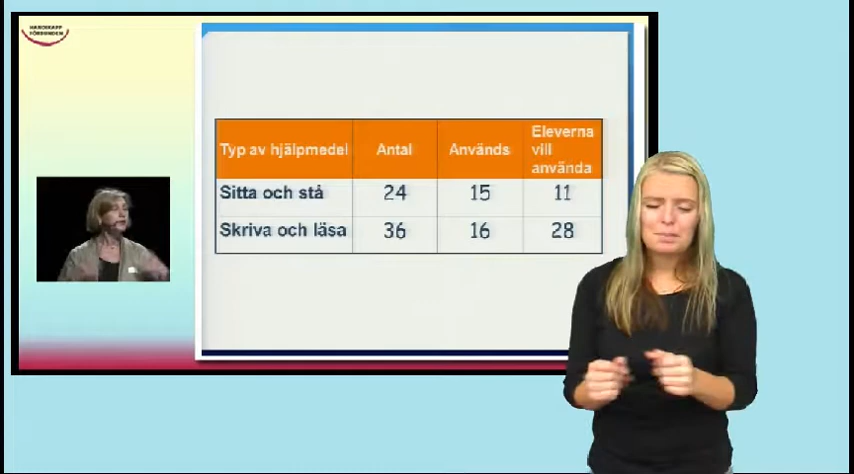 HANDIKAPP
FÖRBUNDEN
Typ av hjälpmedel Antal Används Eleverna vill använda
Sitta och stå 24 15 11
Skriva och läsa 36 16 28